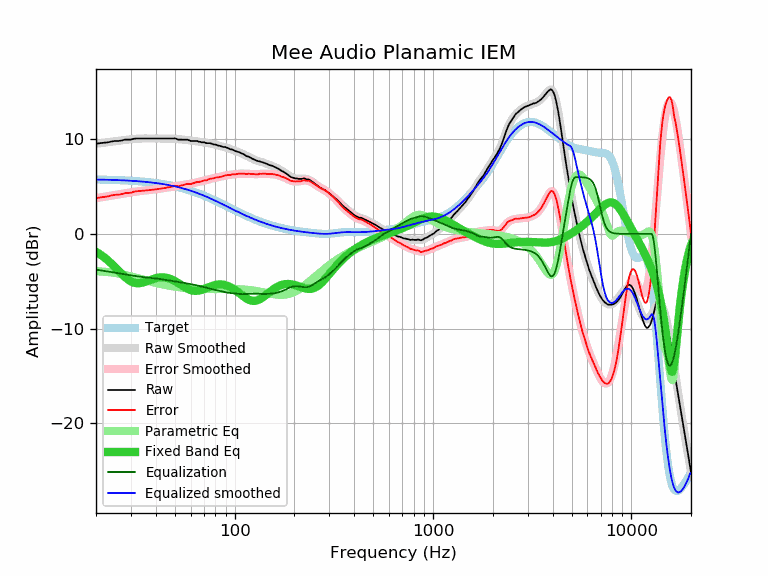 Mee Audio Planamic IEM
Amplitude (dBr)
10
0
−10
−20
Target
Raw Smoothed
Error Smoothed
Raw
Error
Parametric Eq
Fixed Band Eq
Equalization
Equalized smoothed
100
1000
10000
Frequency (Hz)